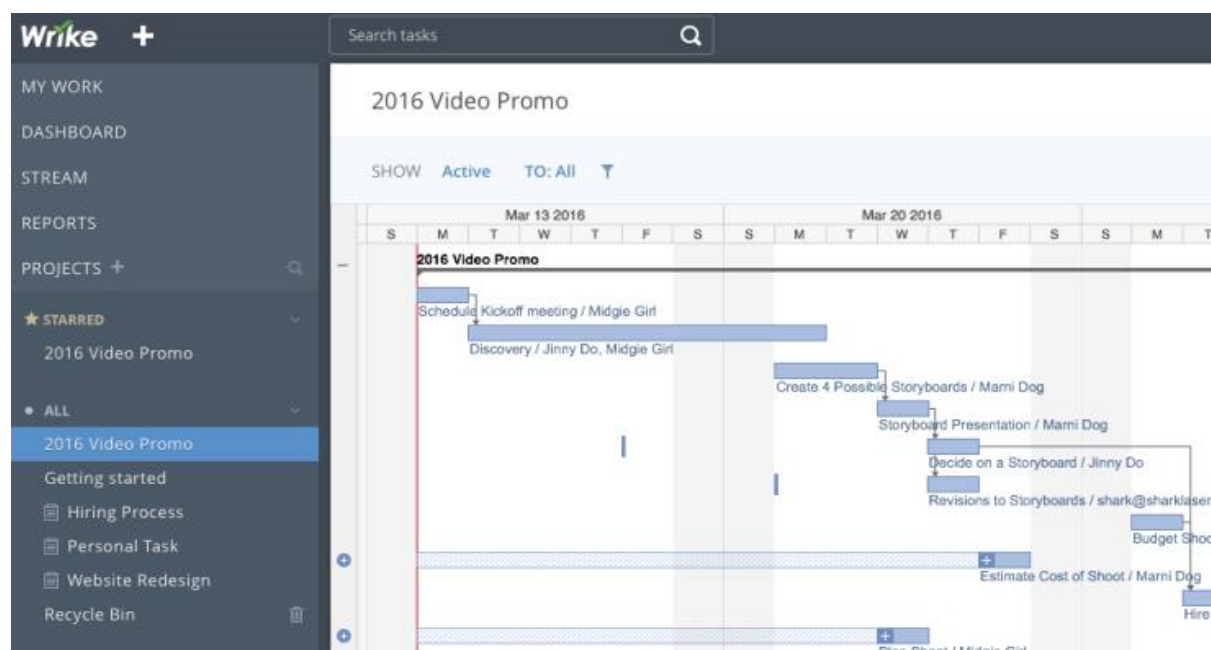 Wrike +
Search tasks
MY WORK
DASHBOARD
STREAM
REPORTS
PROJECTS +
★ STARRED
2016 Video Promo
• ALL
2016 Video Promo
Getting started
Hiring Process
Personal Task
Website Redesign
Recycle Bin
2016 Video Promo
SHOW Active TO: All
Mar 13 2016 Mar 20 2016
S M T W T F S S M T W T F S S M T
2016 Video Promo
Schedule Kickoff meeting / Midgie Girl
Discovery / Jinny Do, Midgie Girl
Create 4 Possible Storyboards / Marni Dog
Storyboard Presentation / Marni Dog
Decide on a Storyboard / Jinny Do
Revisions to Storyboards / shark@sharklaser
Budget Shoo
Estimate Cost of Shoot / Marni Dog
Hire